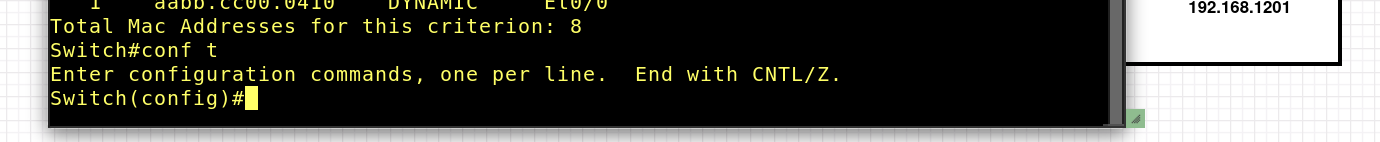 1    aabb.cc00.0410    DYNAMIC     Et0/0
Total Mac Addresses for this criterion: 8
Switch#conf t
Enter configuration commands, one per line.  End with CNTL/Z.
Switch(config)#
192.168.1201